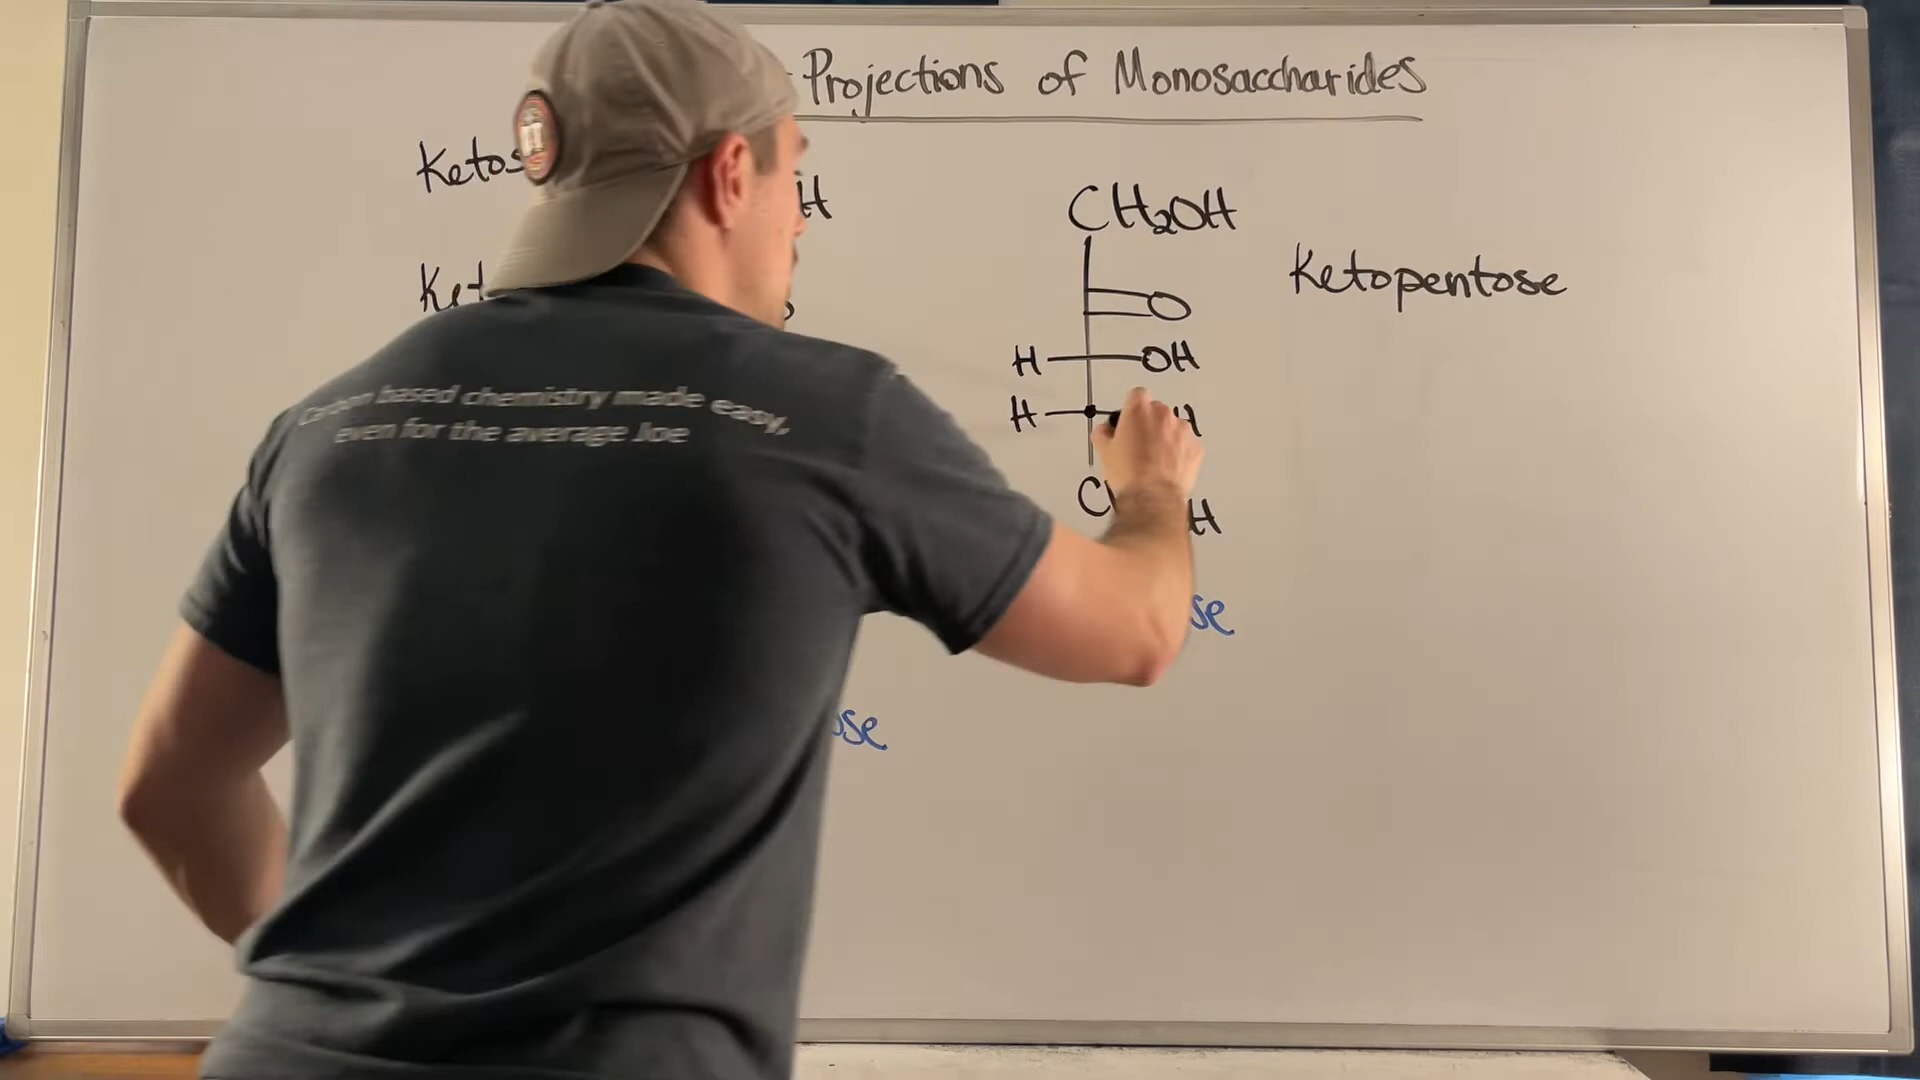 Projections of Monosaccharides
Ketos
H
CH₂OH
Ket
Ketopentose
O
H OH
H H
C H
se
ose
Carbon based chemistry made easy,
even for the average Joe